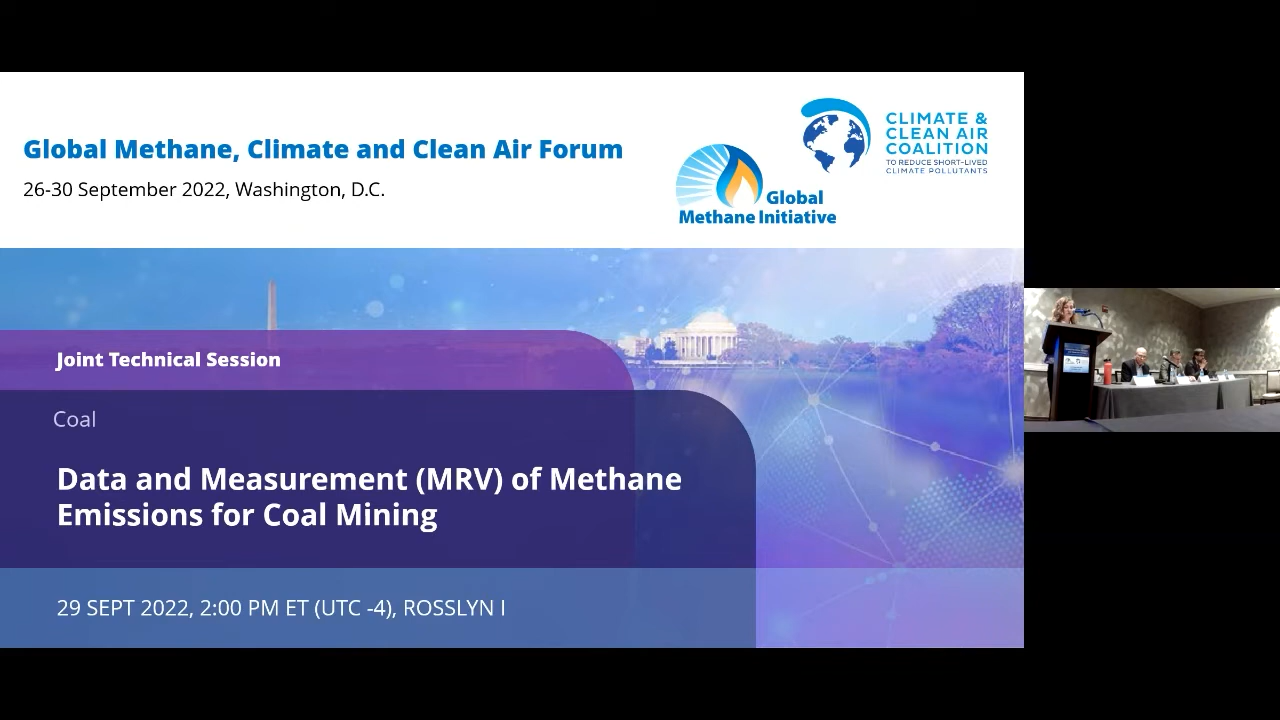 Global Methane, Climate and Clean Air Forum
26-30 September 2022, Washington, D.C.
Global
Methane Initiative
CLIMATE &
CLEAN AIR
COALITION
TO REDUCE SHORT-LIVED
CLIMATE POLLUTANTS
Joint Technical Session
Coal
Data and Measurement (MRV) of Methane
Emissions for Coal Mining
29 SEPT 2022, 2:00 PM ET (UTC -4), ROSSLYN I